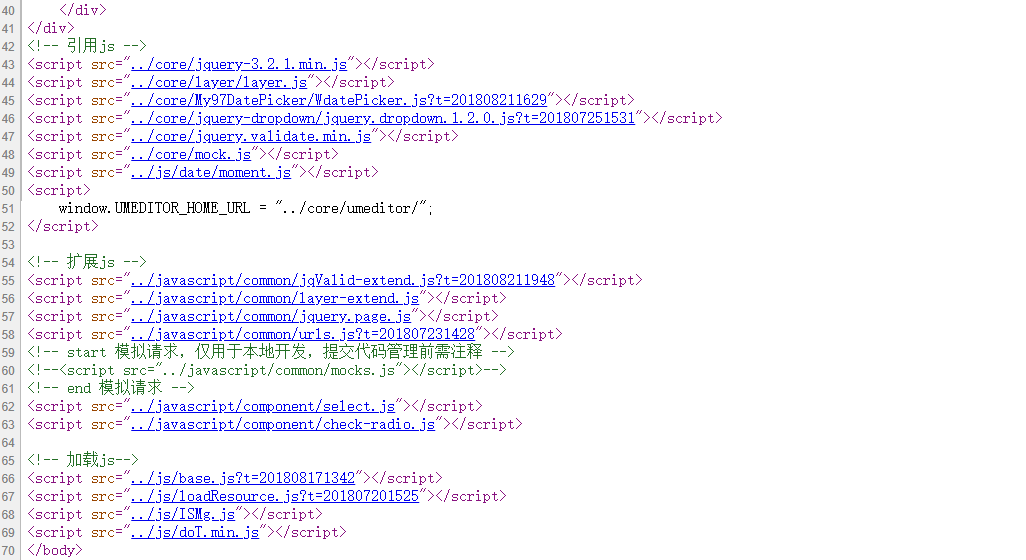 40 </div>
41 </div>
42 <!-- 引用js -->
43 <script src="../core/jquery-3.2.1.min.js"></script>
44 <script src="../core/layer/layer.js"></script>
45 <script src="../core/My97DatePicker/WdatePicker.js?t=201808211629"></script>
46 <script src="../core/jquery-dropdown/jquery.dropdown.1.2.0.js?t=201807251531"></script>
47 <script src="../core/jquery.validate.min.js"></script>
48 <script src="../core/mock.js"></script>
49 <script src="../js/date/moment.js"></script>
50 <script>
51 window.UMEDITOR_HOME_URL = "../core/umeditor/";
52 </script>
53
54 <!-- 扩展js -->
55 <script src="../javascript/common/jqValid-extend.js?t=201808211948"></script>
56 <script src="../javascript/common/layer-extend.js"></script>
57 <script src="../javascript/common/jquery.page.js"></script>
58 <script src="../javascript/common/urls.js?t=201807231428"></script>
59 <!-- start 模拟请求，仅用于本地开发，提交代码管理前需注释 -->
60 <!--<script src="../javascript/common/mocks.js"></script>-->
61 <!-- end 模拟请求 -->
62 <script src="../javascript/component/select.js"></script>
63 <script src="../javascript/component/check-radio.js"></script>
64
65 <!-- 加载js-->
66 <script src="../js/base.js?t=201808171342"></script>
67 <script src="../js/loadResource.js?t=201807201525"></script>
68 <script src="../js/ISMg.js"></script>
69 <script src="../js/doT.min.js"></script>
70 </body>